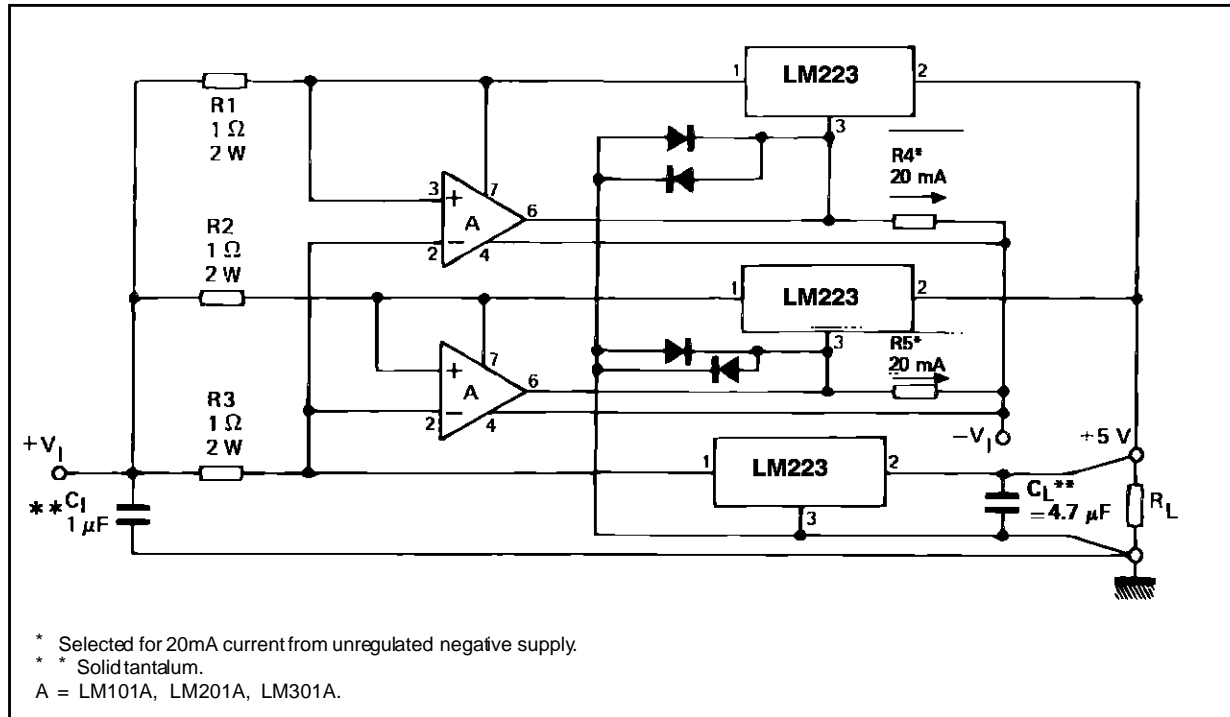 R1
1 Ω
2 W
1
LM223
2
3
R4*
20 mA
3
+
7
A
6
−
2
4
R2
1 Ω
2 W
1
LM223
2
3
R5*
20 mA
+
7
A
6
−
2
4
R3
1 Ω
2 W
+VI
1
LM223
2
3
−VI
+5 V
** CI
1 μF
CL**
= 4.7 μF
RL
* Selected for 20mA current from unregulated negative supply.
* * Solid tantalum.
A = LM101A, LM201A, LM301A.